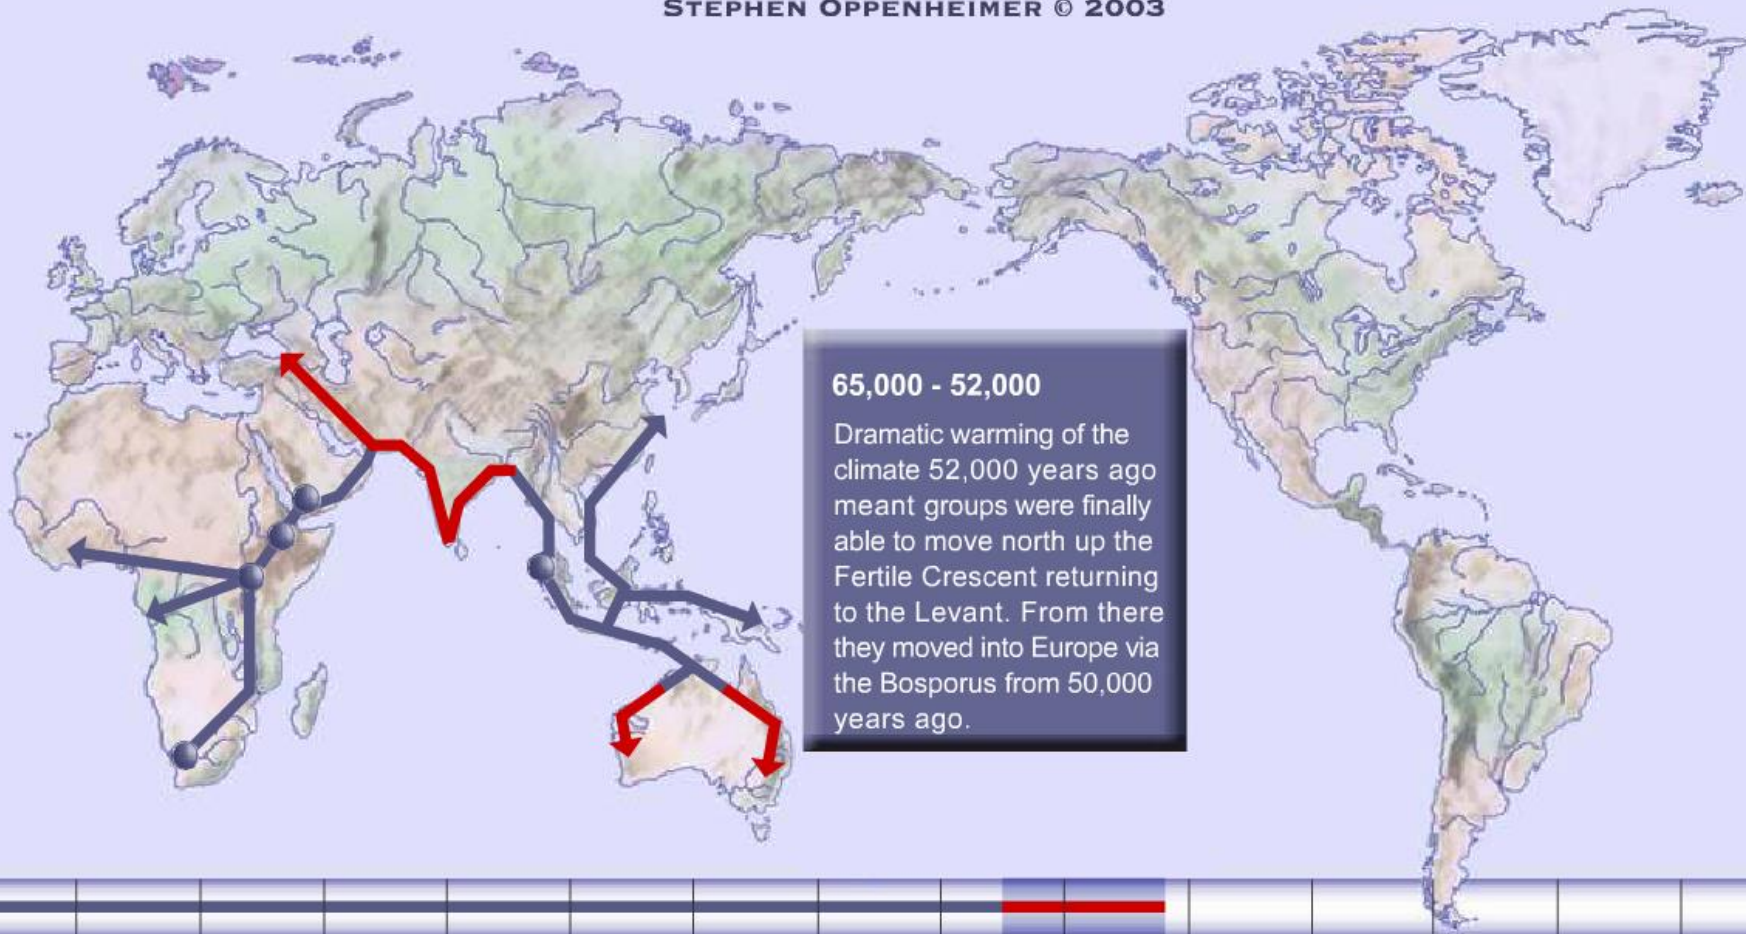 STEPHEN OPPENHEIMER © 2003
65,000 - 52,000
Dramatic warming of the
climate 52,000 years ago
meant groups were finally
able to move north up the
Fertile Crescent returning
to the Levant. From there
they moved into Europe via
the Bosporus from 50,000
years ago.